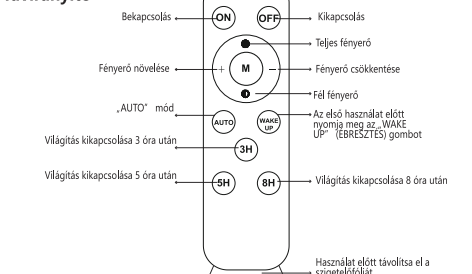 Bekapcsolás
ON
OFF
Kikapcsolás
Teljes fényerő
Fényerő növelése
+
M
−
Fényerő csökkentése
Fél fényerő
„AUTO" mód
AUTO
WAKE
UP
Az első használat előtt
nyomja meg az „WAKE
UP" (ÉBRESZTÉS) gombot
Világítás kikapcsolása 3 óra után
3H
Világítás kikapcsolása 5 óra után
5H
8H
Világítás kikapcsolása 8 óra után
Használat előtt távolítsa el a
szigetelőfóliát